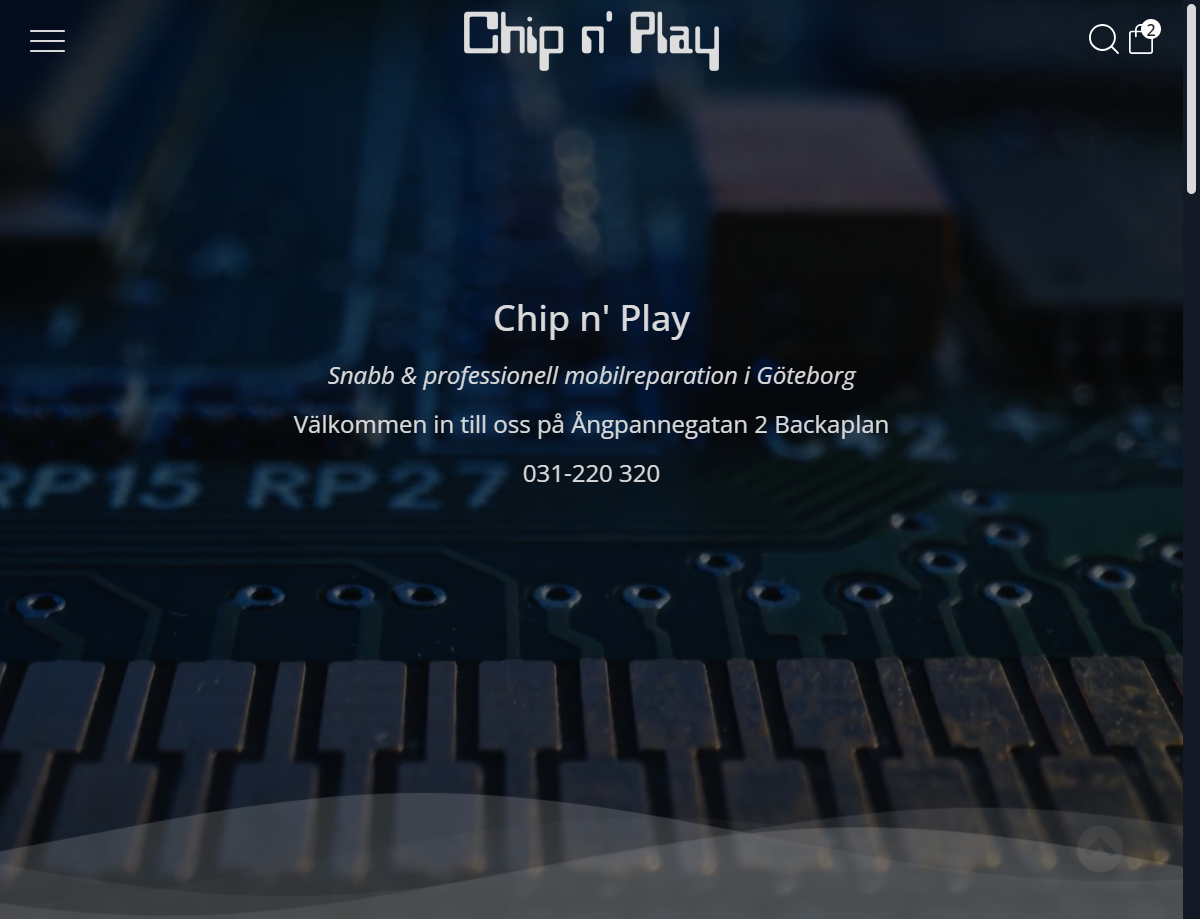 Chip n' Play
2
Chip n' Play
Snabb & professionell mobilreparation i Göteborg
Välkommen in till oss på Ångpannegatan 2 Backaplan
031-220 320
C42
RP15 RP27